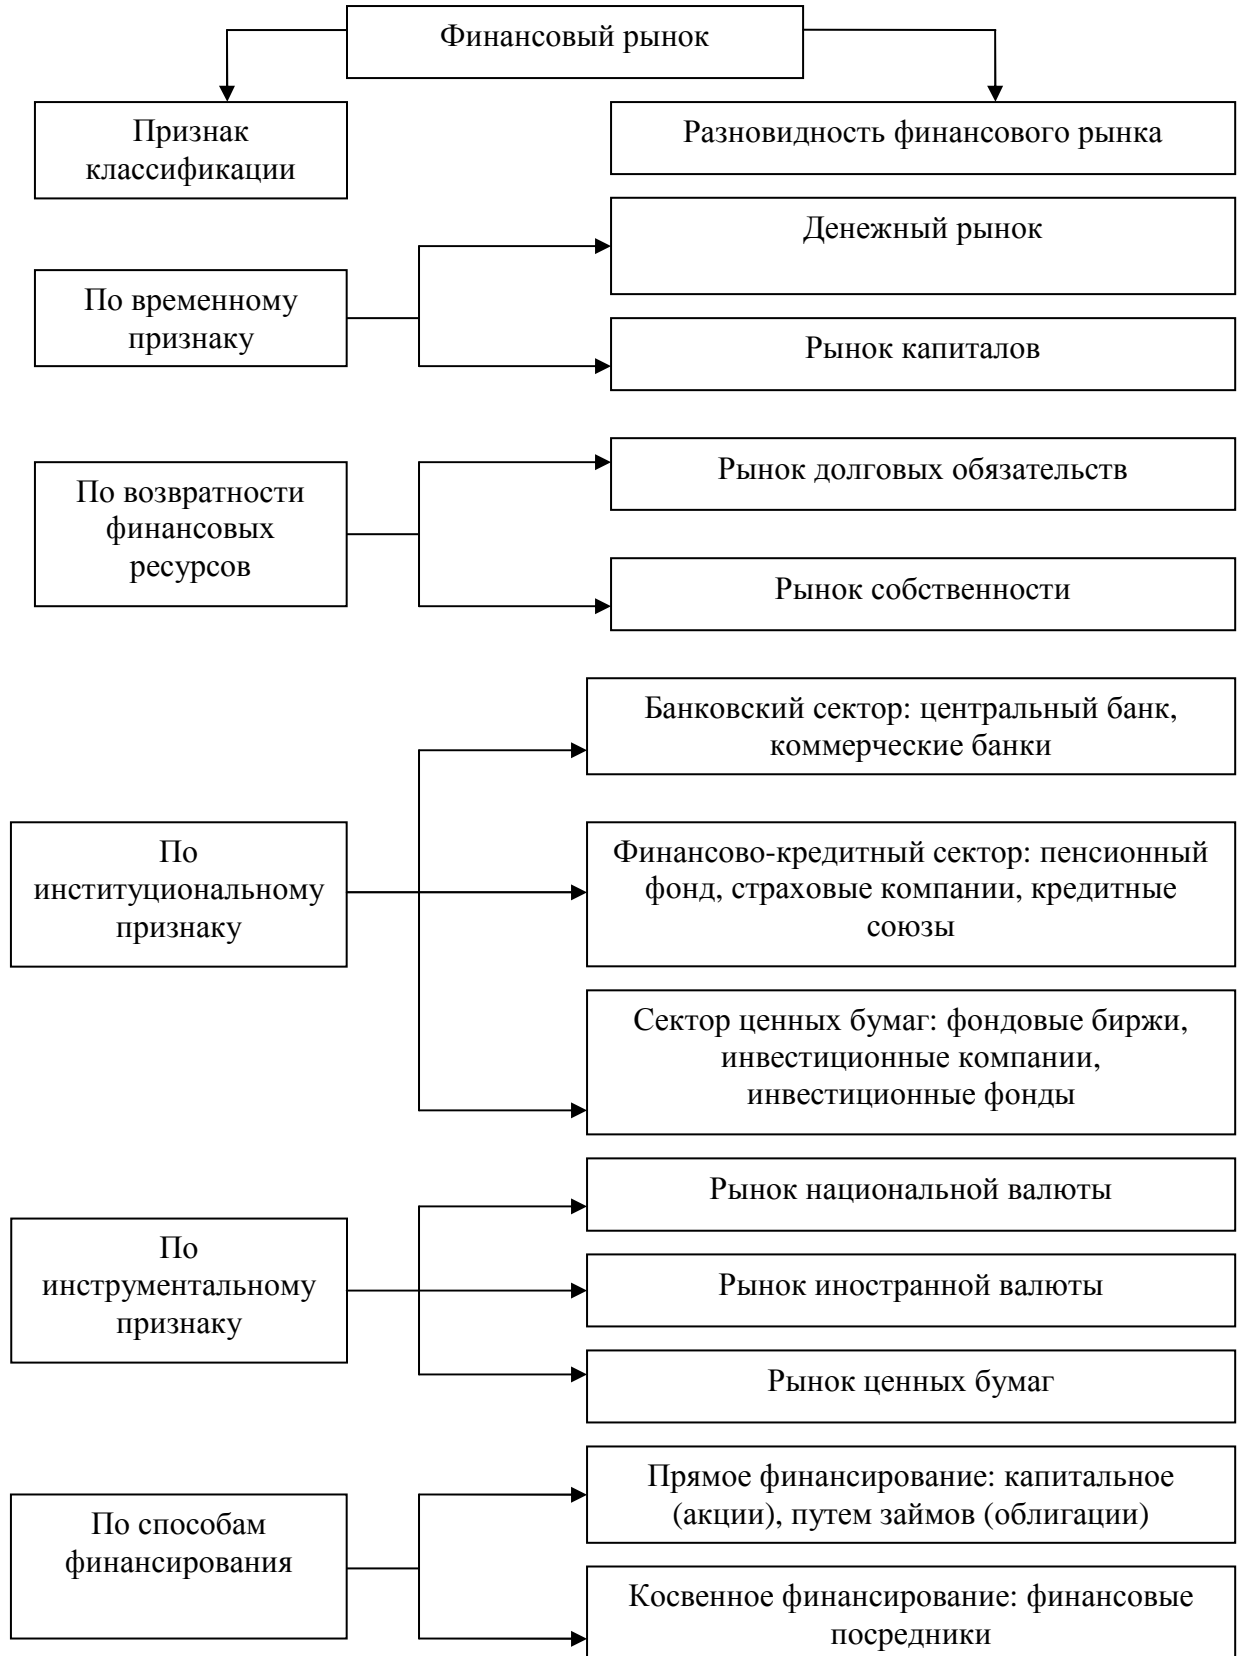 Финансовый рынок
Признак
классификации
Разновидность финансового рынка
По временному
признаку
Денежный рынок
Рынок капиталов
По возвратности
финансовых
ресурсов
Рынок долговых обязательств
Рынок собственности
По
институциональному
признаку
Банковский сектор: центральный банк,
коммерческие банки
Финансово-кредитный сектор: пенсионный
фонд, страховые компании, кредитные
союзы
Сектор ценных бумаг: фондовые биржи,
инвестиционные компании,
инвестиционные фонды
По
инструментальному
признаку
Рынок национальной валюты
Рынок иностранной валюты
Рынок ценных бумаг
По способам
финансирования
Прямое финансирование: капитальное
(акции), путем займов (облигации)
Косвенное финансирование: финансовые
посредники